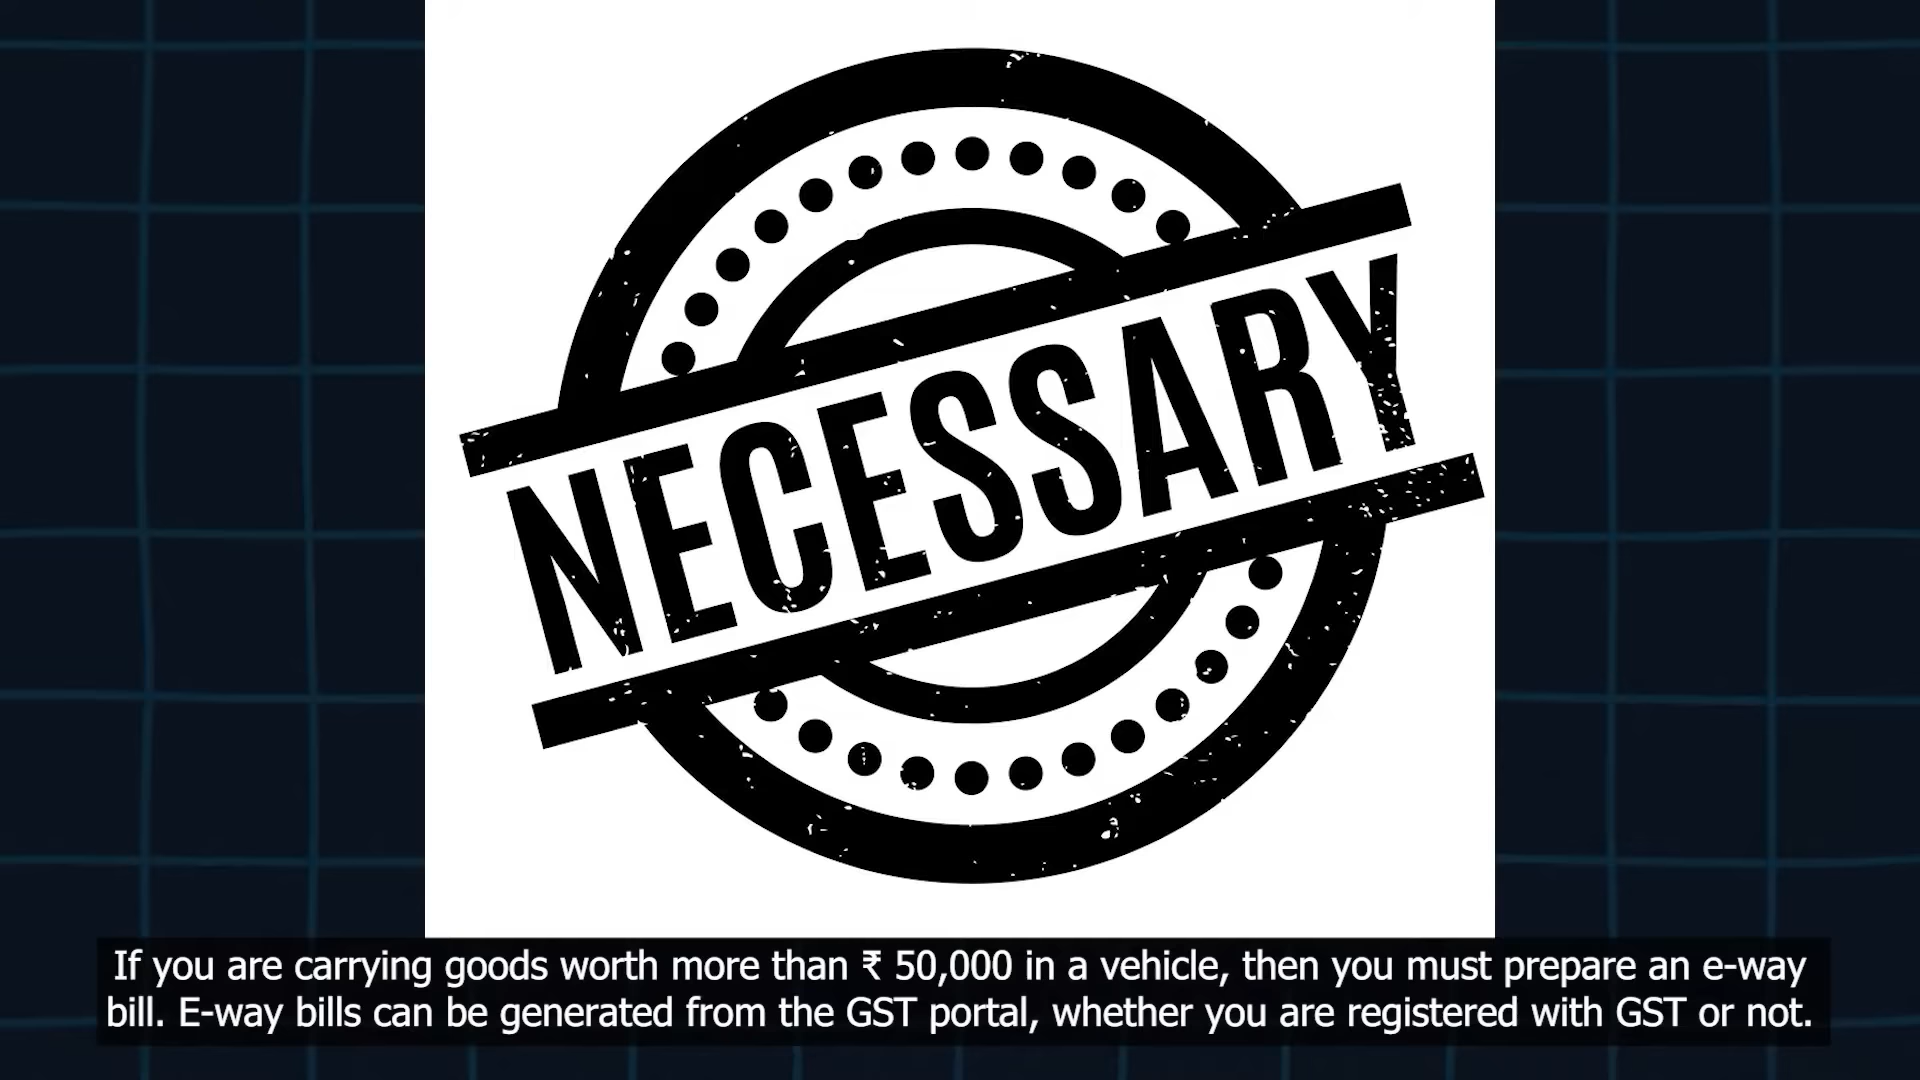 NECESSARY
If you are carrying goods worth more than ₹ 50,000 in a vehicle, then you must prepare an e-way
bill. E-way bills can be generated from the GST portal, whether you are registered with GST or not.